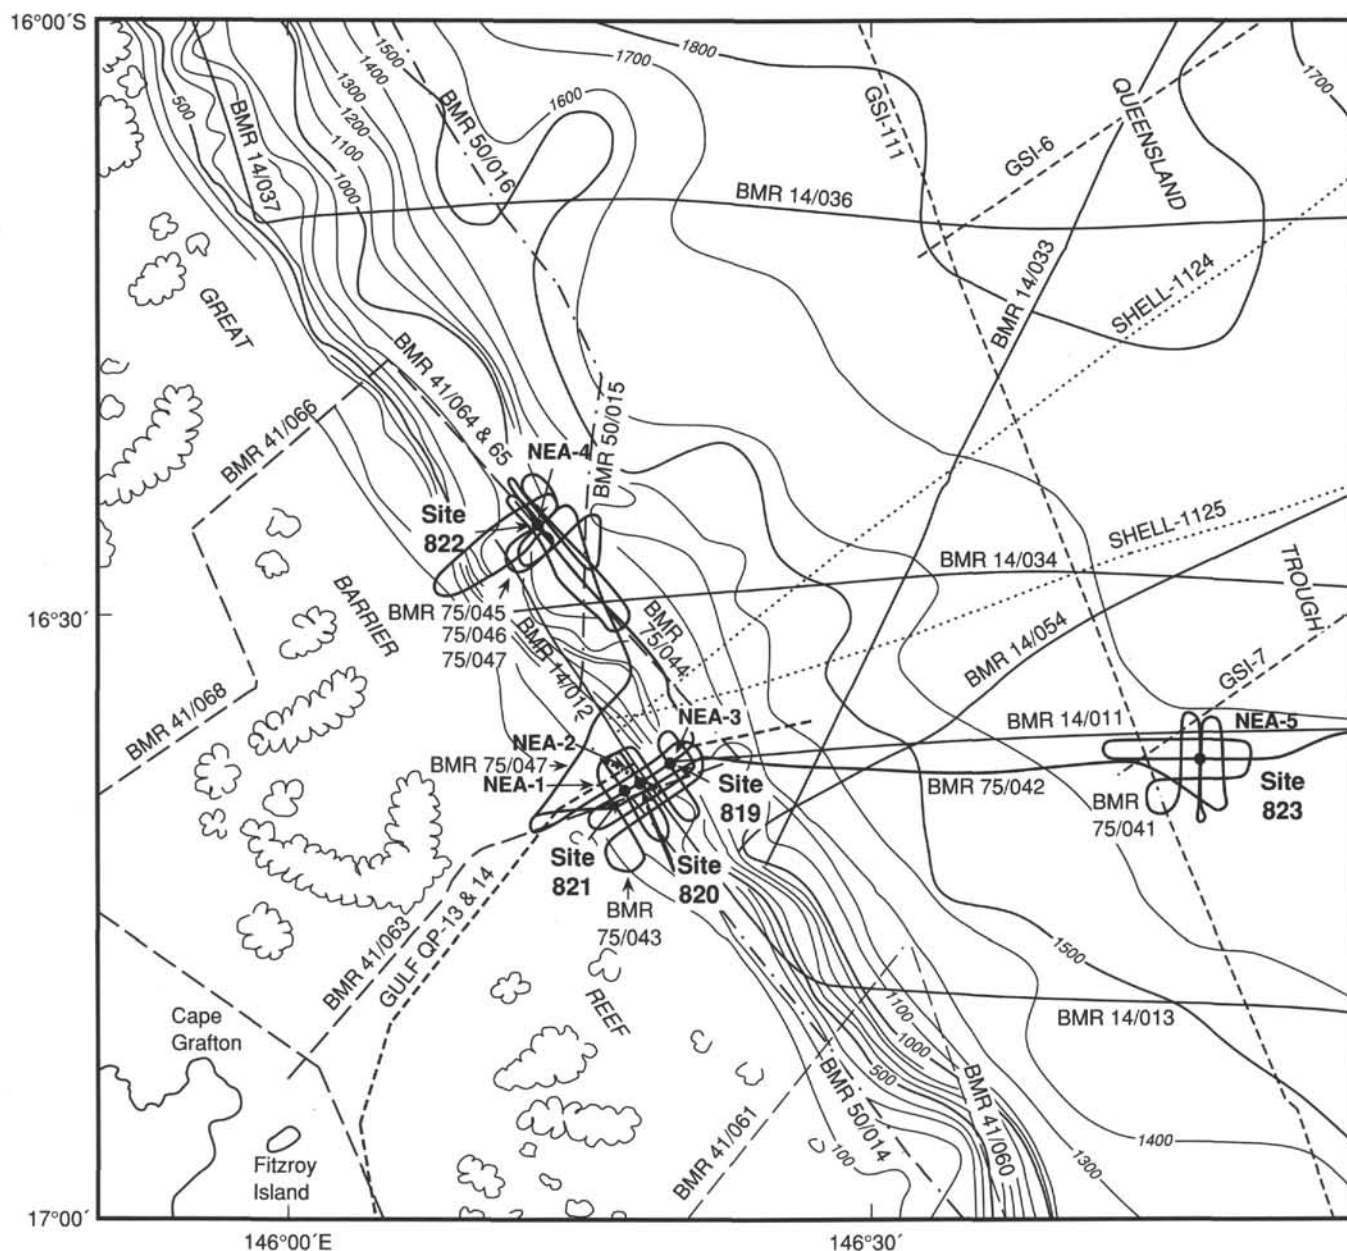 16°00´S
500
BMR 14/037
1300
1200
1100
1000
1500
1400
BMR 50/016
1600
1700
1800
GSI-111
GSI-6
QUEENSLAND
1700
BMR 14/036
BMR 14/033
SHELL-1124
GREAT
BMR 41/064 & 65
BMR 41/066
NEA-4
BMR 50/015
Site
822
SHELL-1125
BMR 14/034
TROUGH
BARRIER
16°30´
BMR 75/045
75/046
75/047
BMR
75/044
BMR 14/012
BMR 14/054
GSI-7
BMR 41/068
NEA-3
BMR 14/011
NEA-5
NEA-2
BMR 75/047
NEA-1
Site
819
BMR 75/042
BMR
75/041
Site
823
Site
821
Site
820
BMR
75/043
BMR 41/063
GULF QP-13 & 14
REEF
1500
1100
1000
500
BMR 14/013
Cape
Grafton
BMR 50/014
BMR 41/060
BMR 41/061
100
1400
1300
Fitzroy
Island
17°00´
146°00´E
146°30´